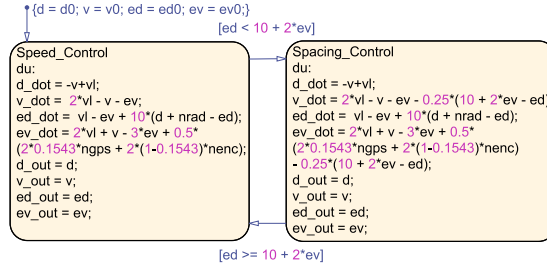 {d = d0; v = v0; ed = ed0; ev = ev0;}
[ed < 10 + 2*ev]
Speed_Control
du:
d_dot = -v+vl;
v_dot =  2*vl - v - ev;
ed_dot =  vl - ev + 10*(d + nrad - ed);
ev_dot = 2*vl + v - 3*ev + 0.5*
(2*0.1543*ngps + 2*(1-0.1543)*nenc);
d_out = d;
v_out = v;
ed_out = ed;
ev_out = ev;
Spacing_Control
du:
d_dot = -v+vl;
v_dot = 2*vl - v - ev - 0.25*(10 + 2*ev - ed)
ed_dot =  vl - ev + 10*(d + nrad - ed);
ev_dot = 2*vl + v - 3*ev + 0.5*
(2*0.1543*ngps + 2*(1-0.1543)*nenc)
- 0.25*(10 + 2*ev - ed);
d_out = d;
v_out = v;
ed_out = ed;
ev_out = ev;
[ed >= 10 + 2*ev]